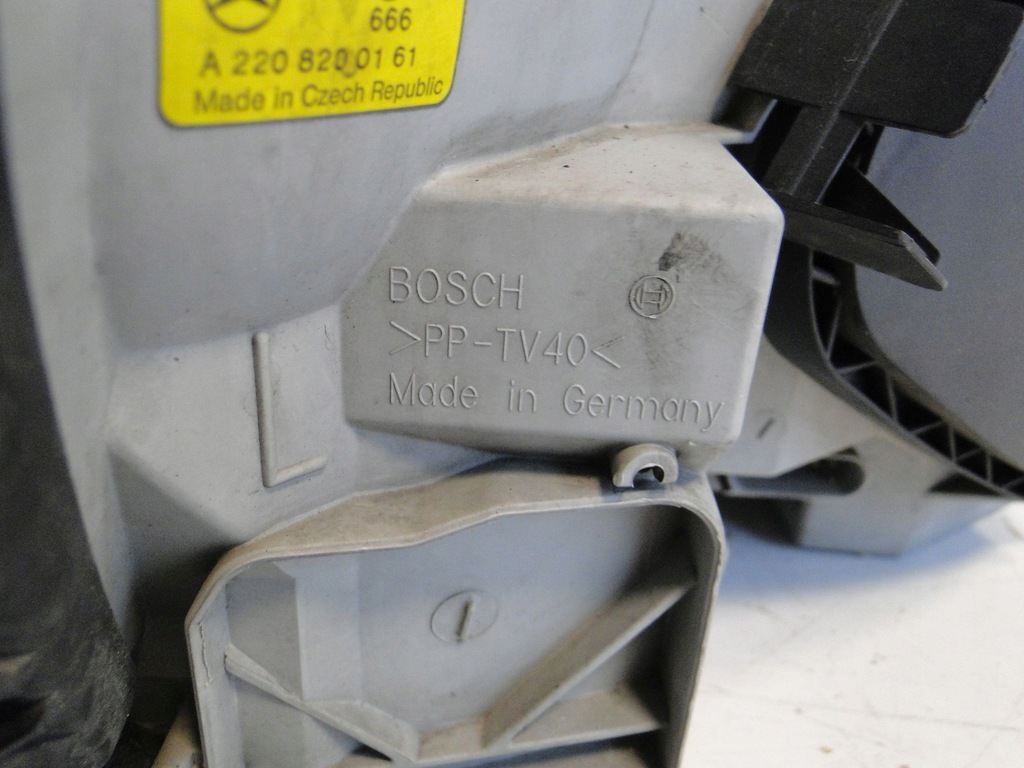 666
A 220 820 01 61
Made in Czech Republic
BOSCH
>PP-TV40<
Made in Germany
L